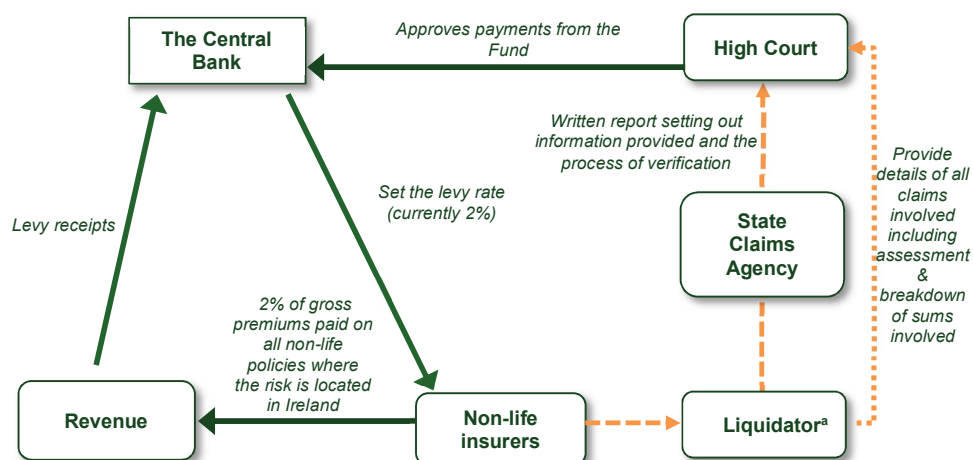 The Central
Bank
Approves payments from the
Fund
High Court
Written report setting out
information provided and the
process of verification
Provide
details of all
claims
involved
including
assessment
&
breakdown
of sums
involved
Levy receipts
Set the levy rate
(currently 2%)
State
Claims
Agency
2% of gross
premiums paid on
all non-life
policies where
the risk is located
in Ireland
Revenue
Non-life
insurers
Liquidatorᵃ